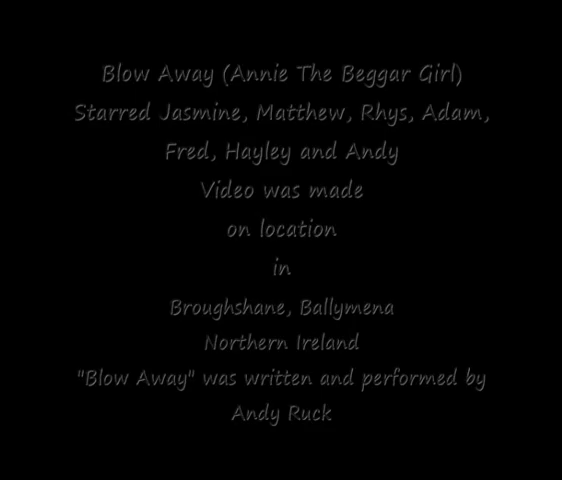 Blow Away (Annie The Beggar Girl)
Starred Jasmine, Matthew, Rhys, Adam,
Fred, Hayley and Andy
Video was made
on location
in
Broughshane, Ballymena
Northern Ireland
"Blow Away" was written and performed by
Andy Ruck